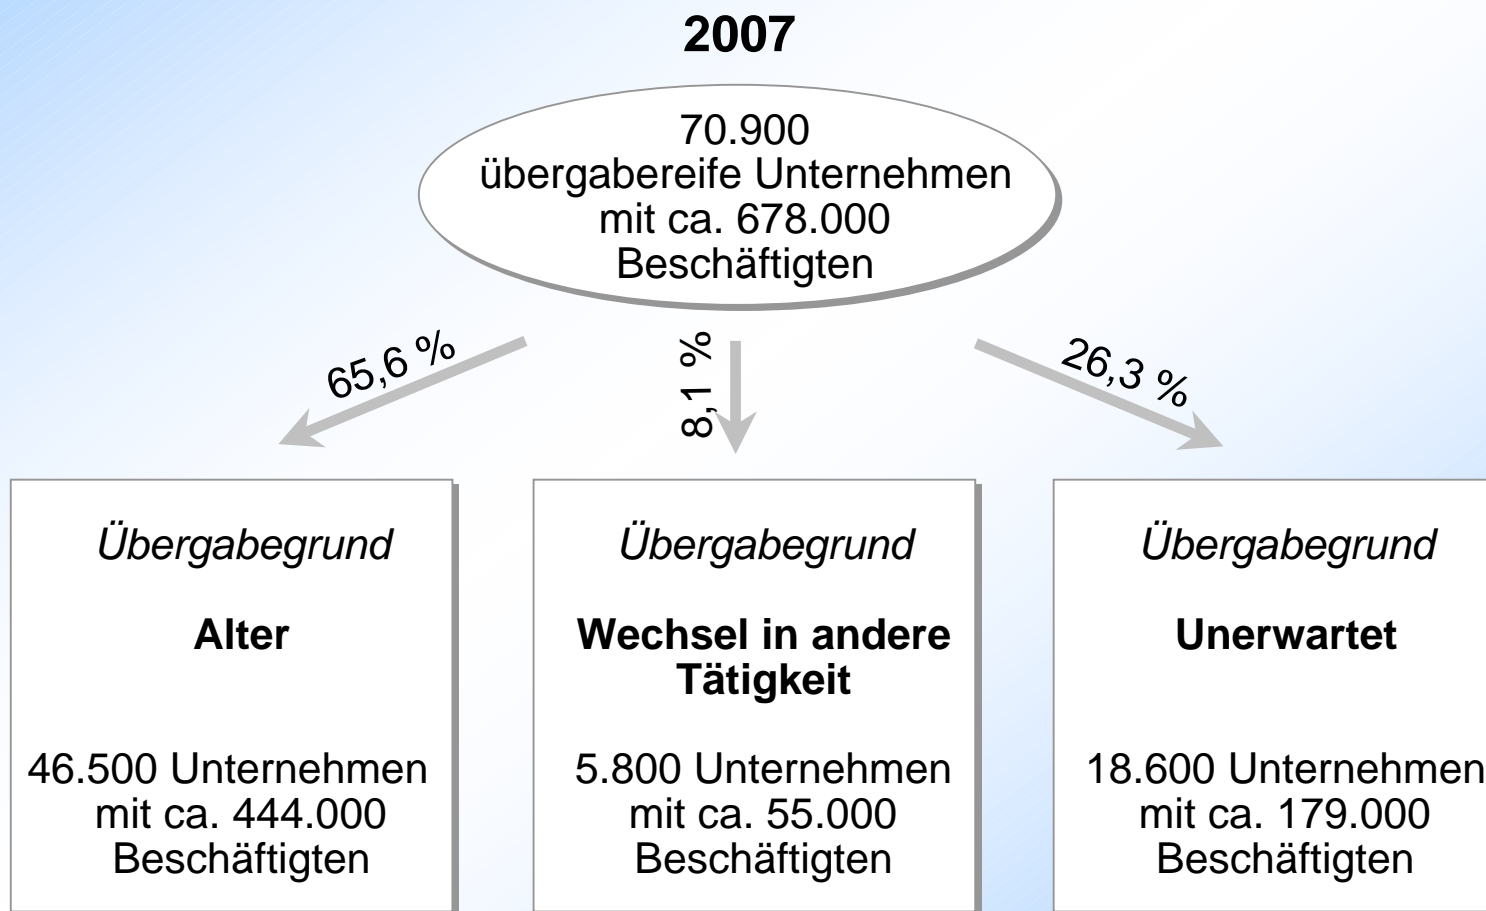 2007
70.900
übergabereife Unternehmen
mit ca. 678.000
Beschäftigten
65,6 %
8,1 %
26,3 %
Übergabegrund
Alter
46.500 Unternehmen
mit ca. 444.000
Beschäftigten
Übergabegrund
Wechsel in andere
Tätigkeit
5.800 Unternehmen
mit ca. 55.000
Beschäftigten
Übergabegrund
Unerwartet
18.600 Unternehmen
mit ca. 179.000
Beschäftigten